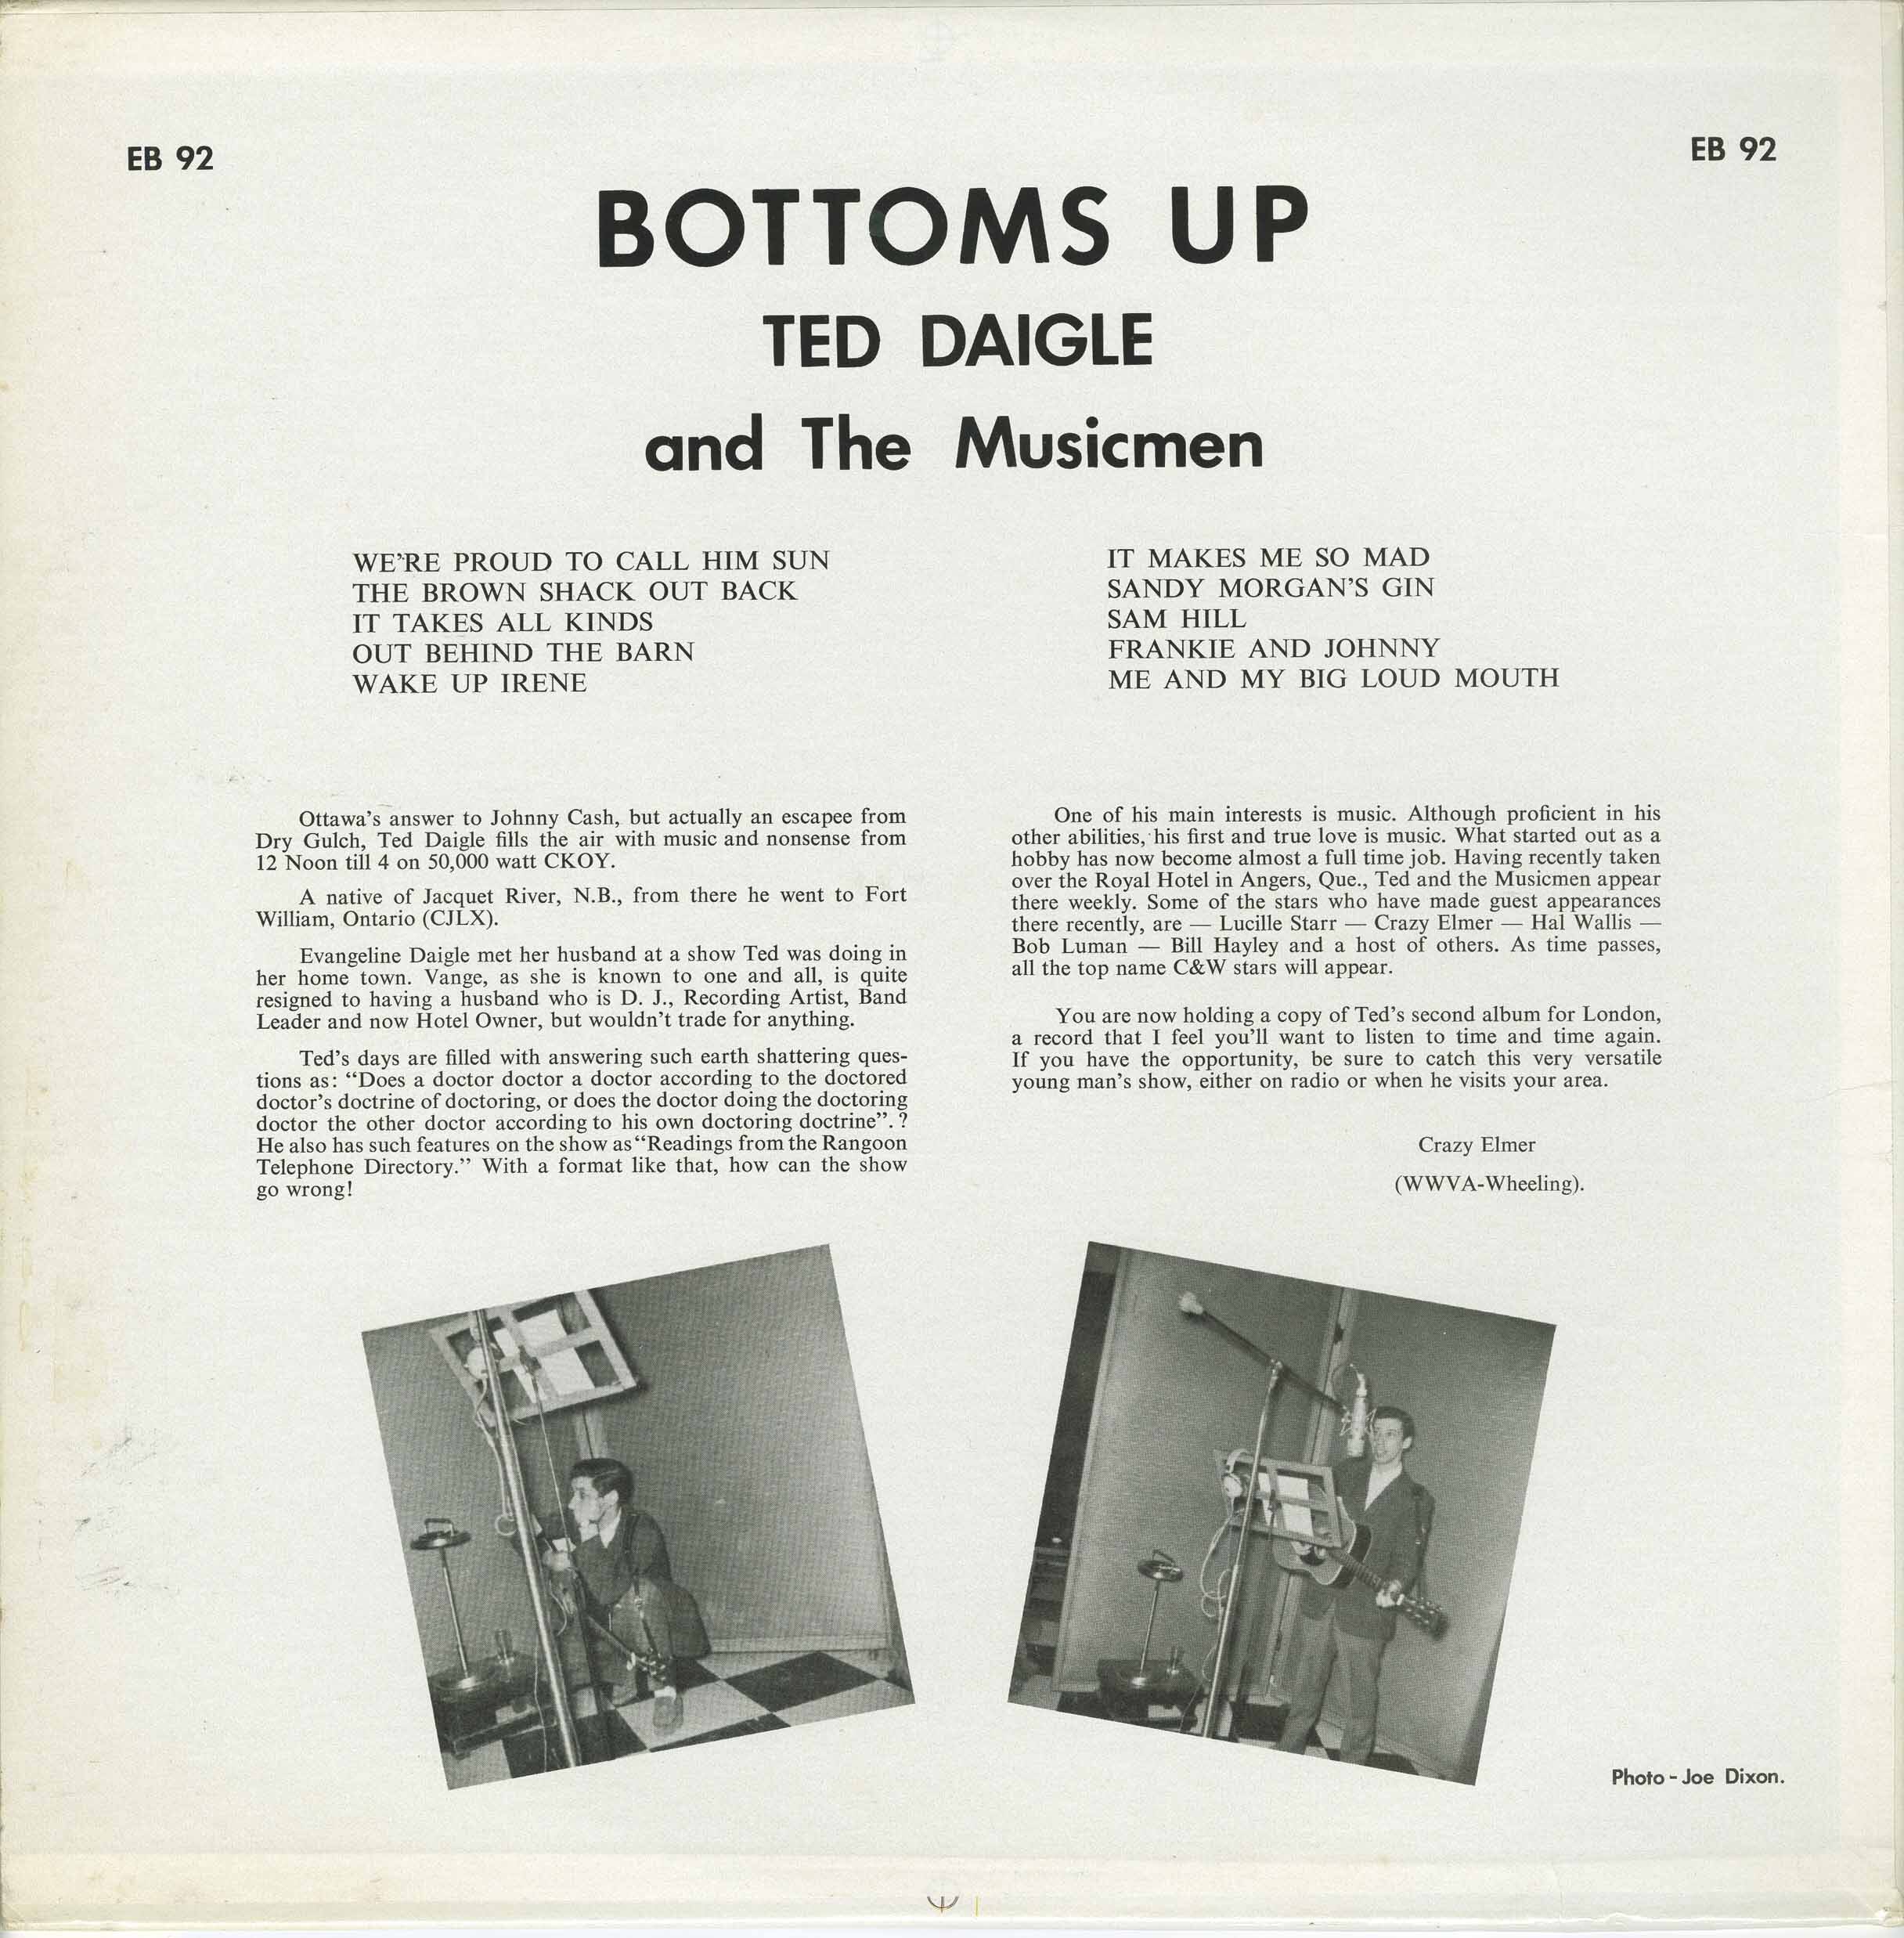 EB 92
EB 92
BOTTOMS UP
TED DAIGLE
and The Musicmen
WE'RE PROUD TO CALL HIM SUN
THE BROWN SHACK OUT BACK
IT TAKES ALL KINDS
OUT BEHIND THE BARN
WAKE UP IRENE
IT MAKES ME SO MAD
SANDY MORGAN'S GIN
SAM HILL
FRANKIE AND JOHNNY
ME AND MY BIG LOUD MOUTH
Ottawa's answer to Johnny Cash, but actually an escapee from
Dry Gulch, Ted Daigle fills the air with music and nonsense from
12 Noon till 4 on 50,000 watt CKOY.
A native of Jacquet River, N.B., from there he went to Fort
William, Ontario (CJLX).
Evangeline Daigle met her husband at a show Ted was doing in
her home town. Vange, as she is known to one and all, is quite
resigned to having a husband who is D. J., Recording Artist, Band
Leader and now Hotel Owner, but wouldn't trade for anything.
Ted's days are filled with answering such earth shattering ques-
tions as: "Does a doctor doctor a doctor according to the doctored
doctor's doctrine of doctoring, or does the doctor doing the doctoring
doctor the other doctor according to his own doctoring doctrine". ?
He also has such features on the show as "Readings from the Rangoon
Telephone Directory." With a format like that, how can the show
go wrong!
One of his main interests is music. Although proficient in his
other abilities, his first and true love is music. What started out as a
hobby has now become almost a full time job. Having recently taken
over the Royal Hotel in Angers, Que., Ted and the Musicmen appear
there weekly. Some of the stars who have made guest appearances
there recently, are — Lucille Starr — Crazy Elmer — Hal Wallis —
Bob Luman — Bill Hayley and a host of others. As time passes,
all the top name C&W stars will appear.
You are now holding a copy of Ted's second album for London,
a record that I feel you'll want to listen to time and time again.
If you have the opportunity, be sure to catch this very versatile
young man's show, either on radio or when he visits your area.
Crazy Elmer
(WWVA-Wheeling).
Photo - Joe Dixon.